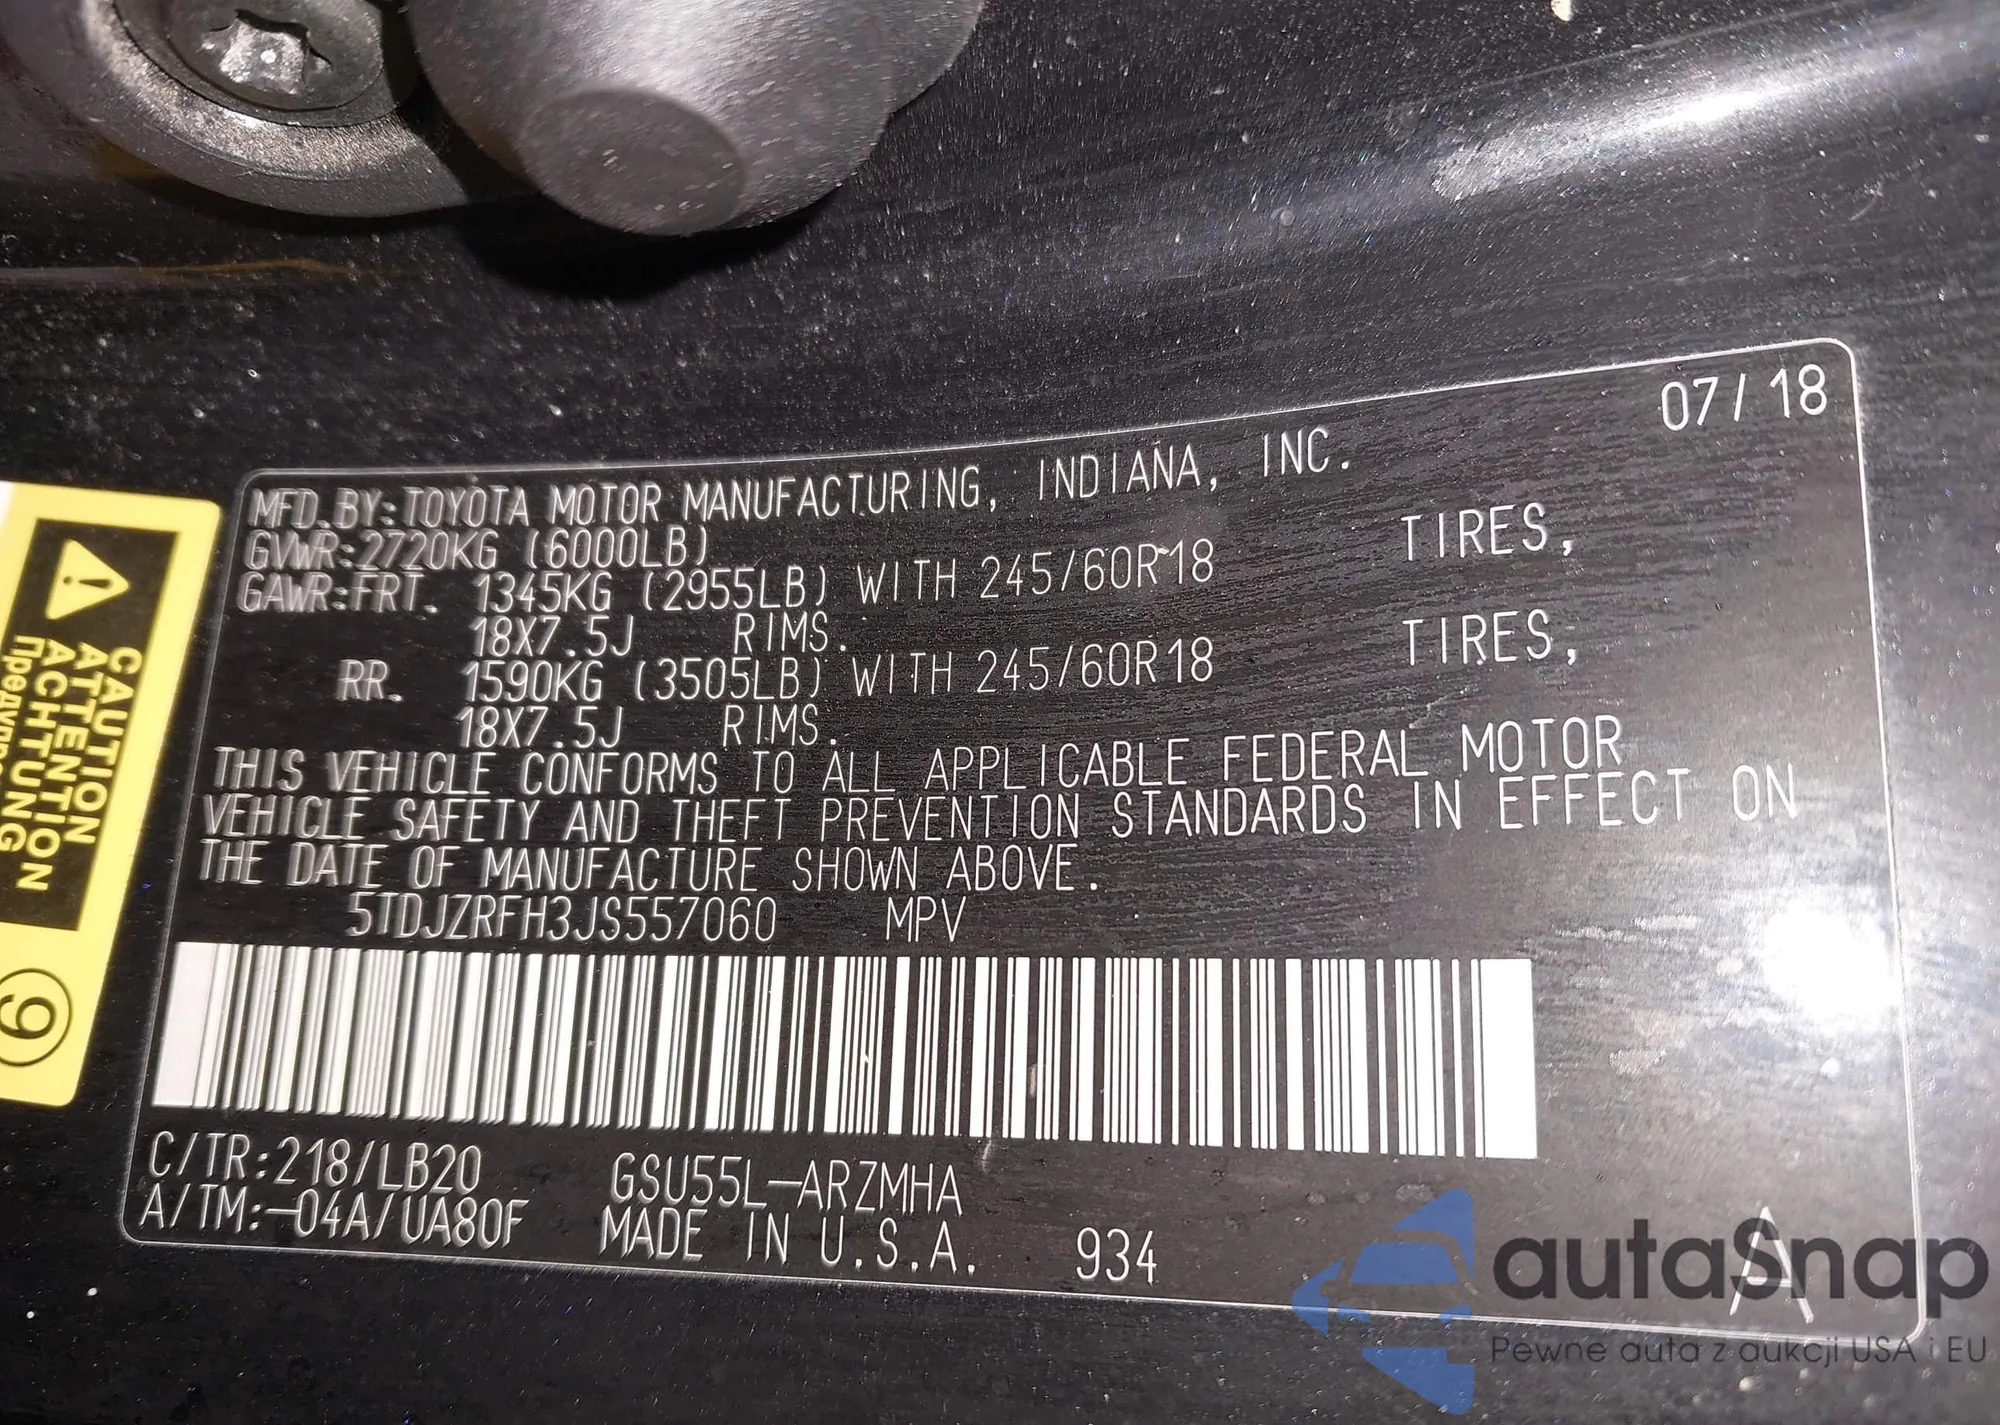 07/18
MFD.BY:TOYOTA MOTOR MANUFACTURING, INDIANA, INC.
GVWR:2720KG (6000LB)
GAWR:FRT. 1345KG (2955LB) WITH 245/60R18 TIRES,
18X7.5J RIMS.
RR. 1590KG (3505LB) WITH 245/60R18 TIRES,
18X7.5J RIMS.
THIS VEHICLE CONFORMS TO ALL APPLICABLE FEDERAL MOTOR
VEHICLE SAFETY AND THEFT PREVENTION STANDARDS IN EFFECT ON
THE DATE OF MANUFACTURE SHOWN ABOVE.
5TDJZRFH3JS557060 MPV
C/TR:218/LB20 GSU55L-ARZMHA
A/TM:-04A/UA80F MADE IN U.S.A. 934
A
CAUTION
ATTENTION
ACHTUNG
9
autaSnap
Pewne auta z aukcji USA i EU